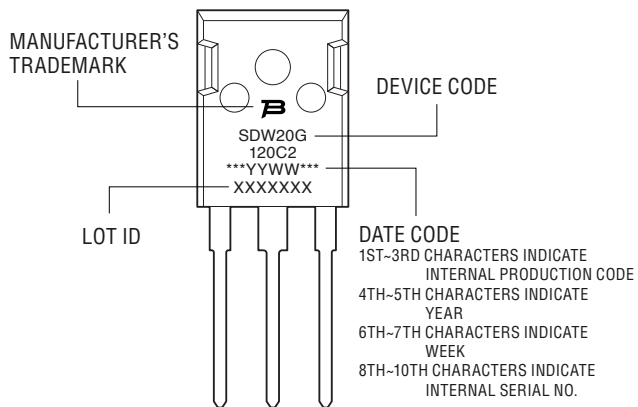 MANUFACTURER'S
TRADEMARK
DEVICE CODE
SDW20G
120C2
***YYWW***
XXXXXXX
LOT ID
DATE CODE
1ST~3RD CHARACTERS INDICATE
INTERNAL PRODUCTION CODE
4TH~5TH CHARACTERS INDICATE
YEAR
6TH~7TH CHARACTERS INDICATE
WEEK
8TH~10TH CHARACTERS INDICATE
INTERNAL SERIAL NO.